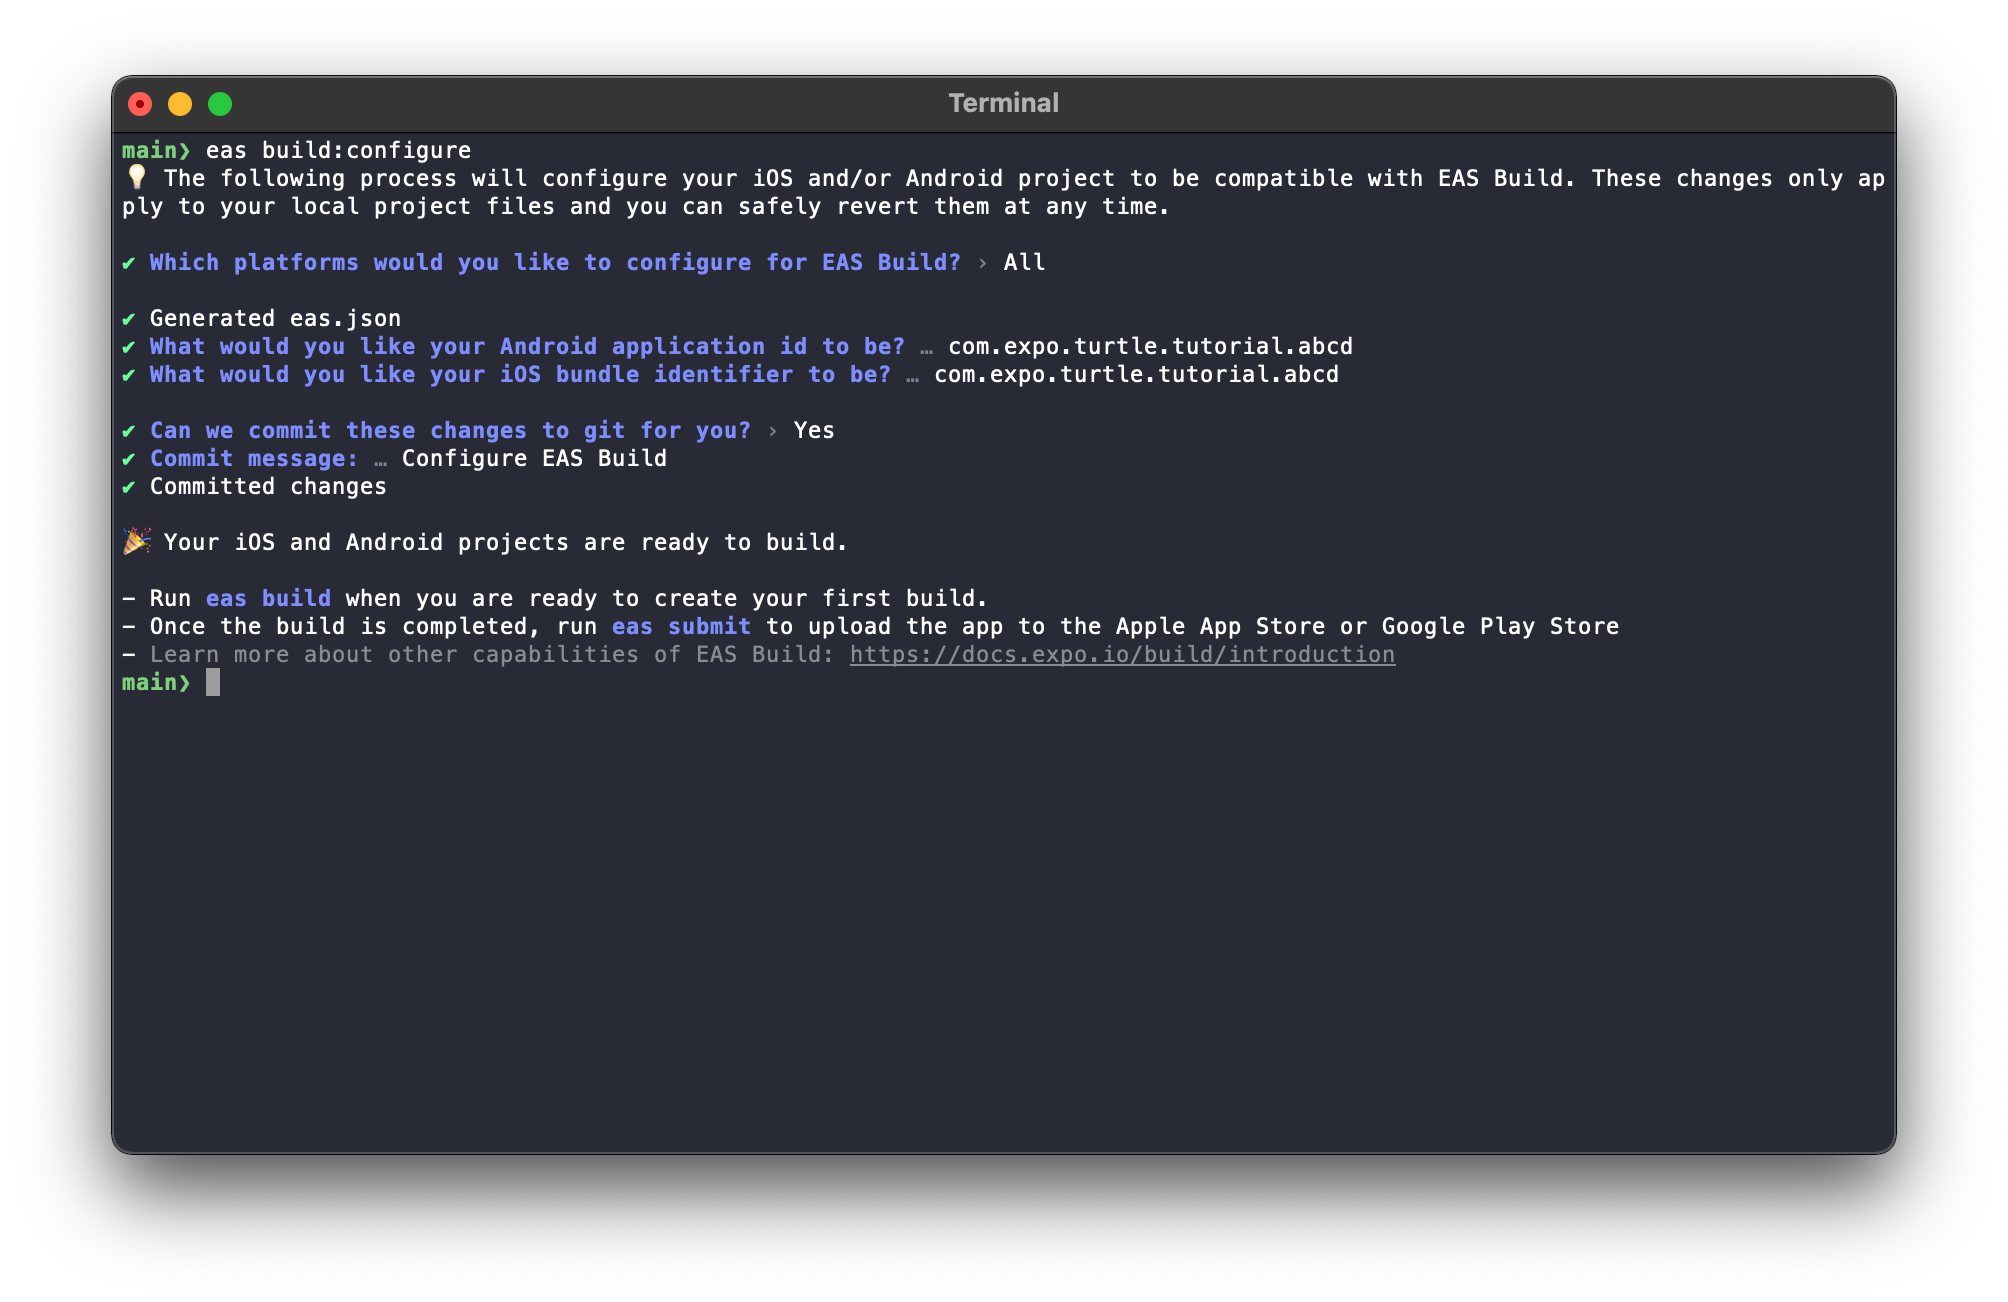 Terminal
main❯ eas build:configure
💡 The following process will configure your iOS and/or Android project to be compatible with EAS Build. These changes only ap
ply to your local project files and you can safely revert them at any time.
✔ Which platforms would you like to configure for EAS Build? › All
✔ Generated eas.json
✔ What would you like your Android application id to be? … com.expo.turtle.tutorial.abcd
✔ What would you like your iOS bundle identifier to be? … com.expo.turtle.tutorial.abcd
✔ Can we commit these changes to git for you? › Yes
✔ Commit message: … Configure EAS Build
✔ Committed changes
🎉 Your iOS and Android projects are ready to build.
- Run eas build when you are ready to create your first build.
- Once the build is completed, run eas submit to upload the app to the Apple App Store or Google Play Store
- Learn more about other capabilities of EAS Build: https://docs.expo.io/build/introduction
main❯